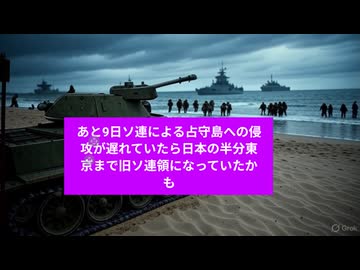 あと9日ソ連による占守島への侵
攻が遅れていたら日本の半分東
京まで旧ソ連領になっていたか
も
Grok